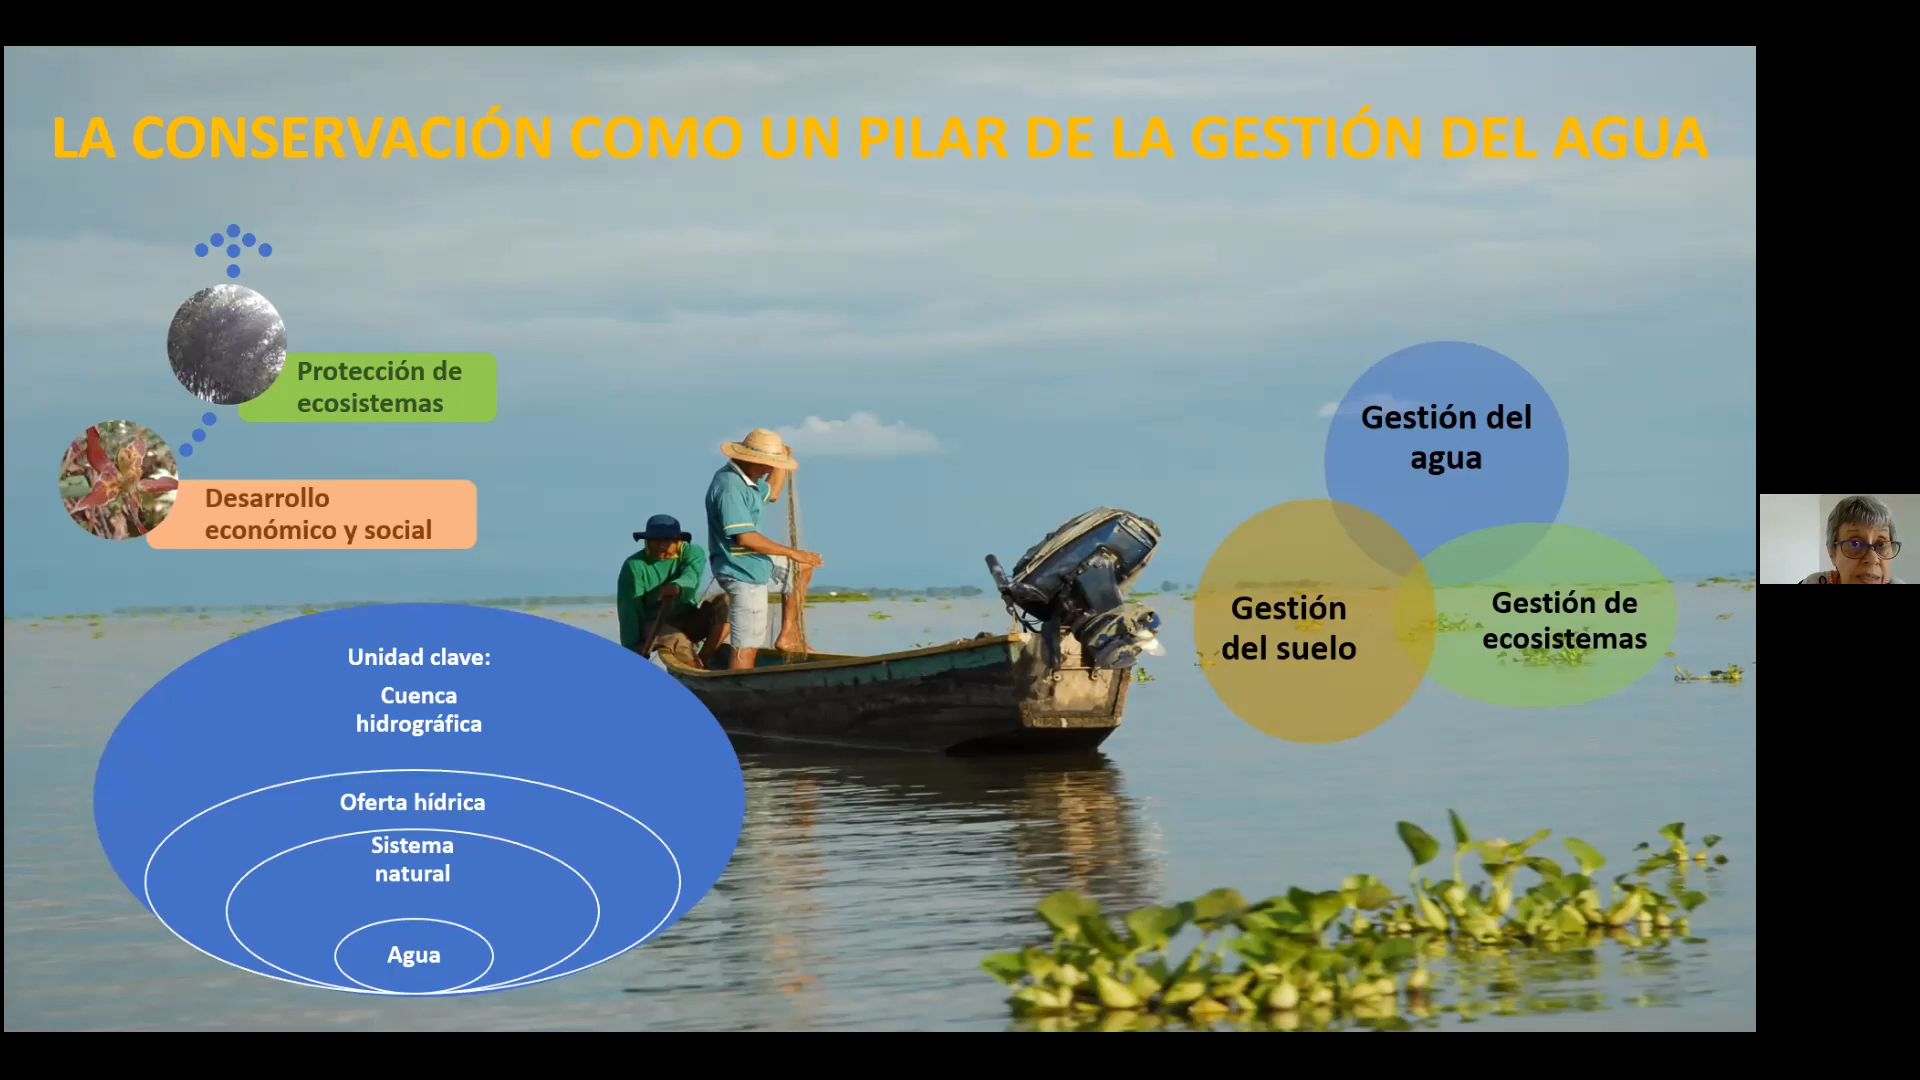 LA CONSERVACIÓN COMO UN PILAR DE LA GESTIÓN DEL AGUA
Protección de
ecosistemas
Desarrollo
económico y social
Unidad clave:
Cuenca
hidrográfica
Oferta hídrica
Sistema
natural
Agua
Gestión del
agua
Gestión
del suelo
Gestión de
ecosistemas